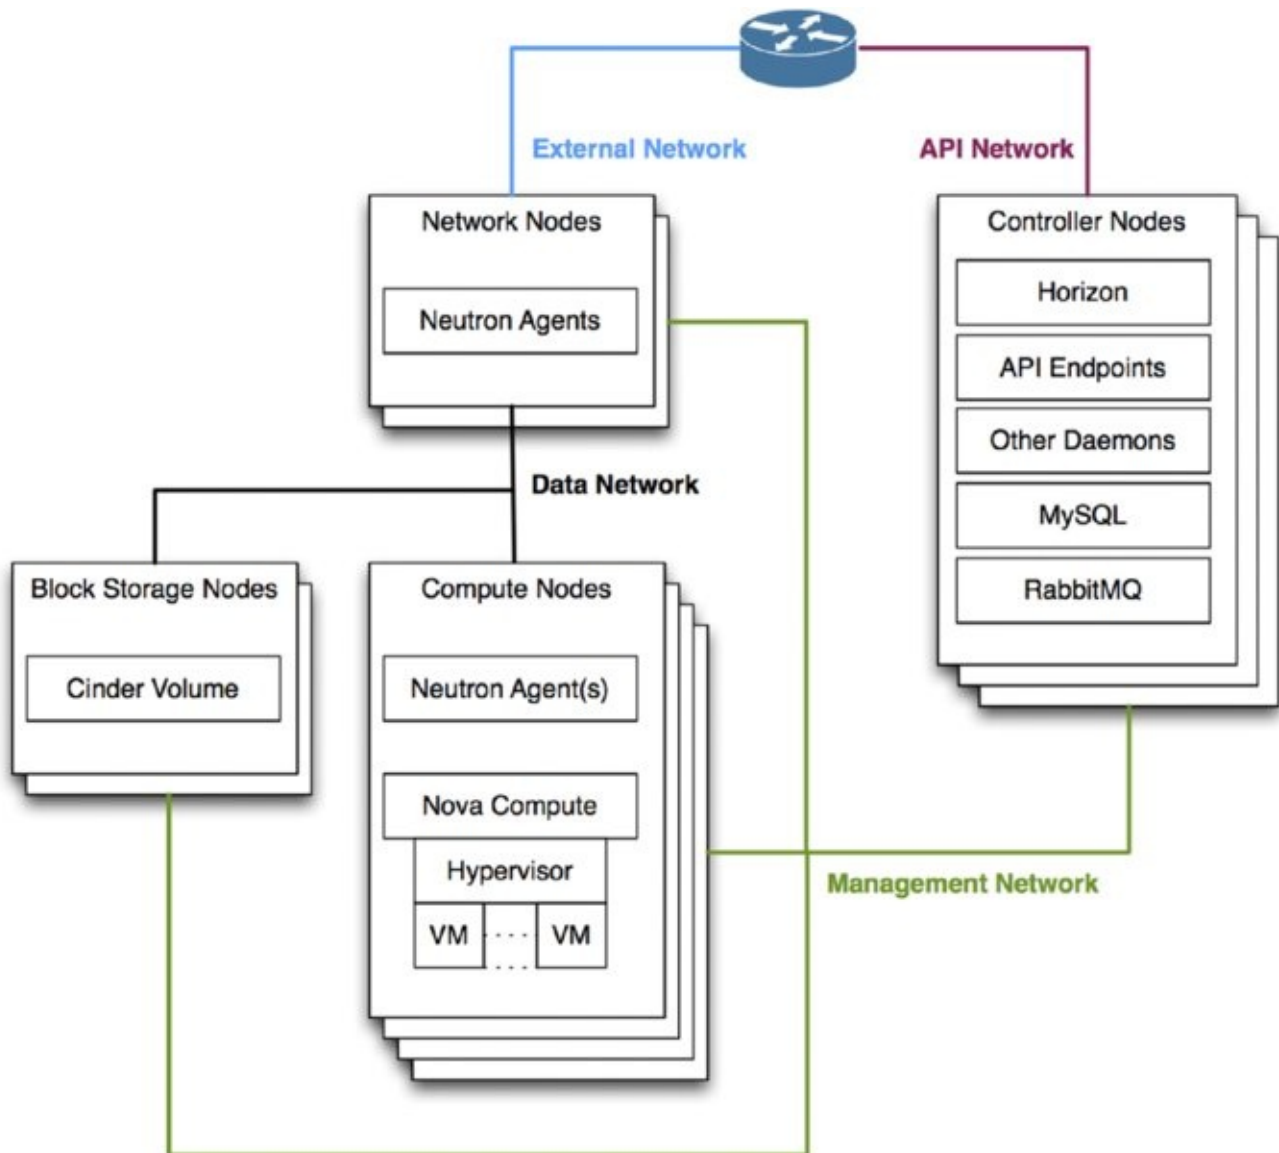 External Network
API Network
Network Nodes
Neutron Agents
Controller Nodes
Horizon
API Endpoints
Other Daemons
MySQL
RabbitMQ
Data Network
Block Storage Nodes
Cinder Volume
Compute Nodes
Neutron Agent(s)
Nova Compute
Hypervisor
VM VM
Management Network